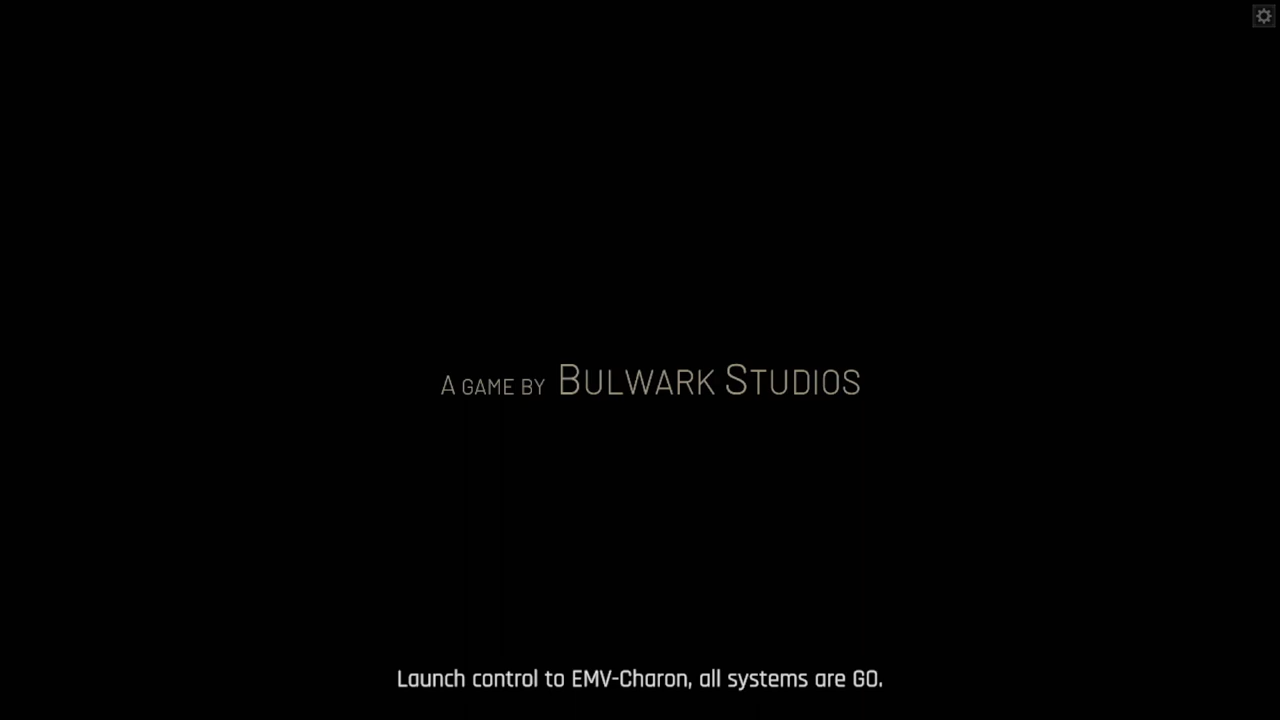 A GAME BY BULWARK STUDIOS
Launch control to EMV-Charon, all systems are GO.